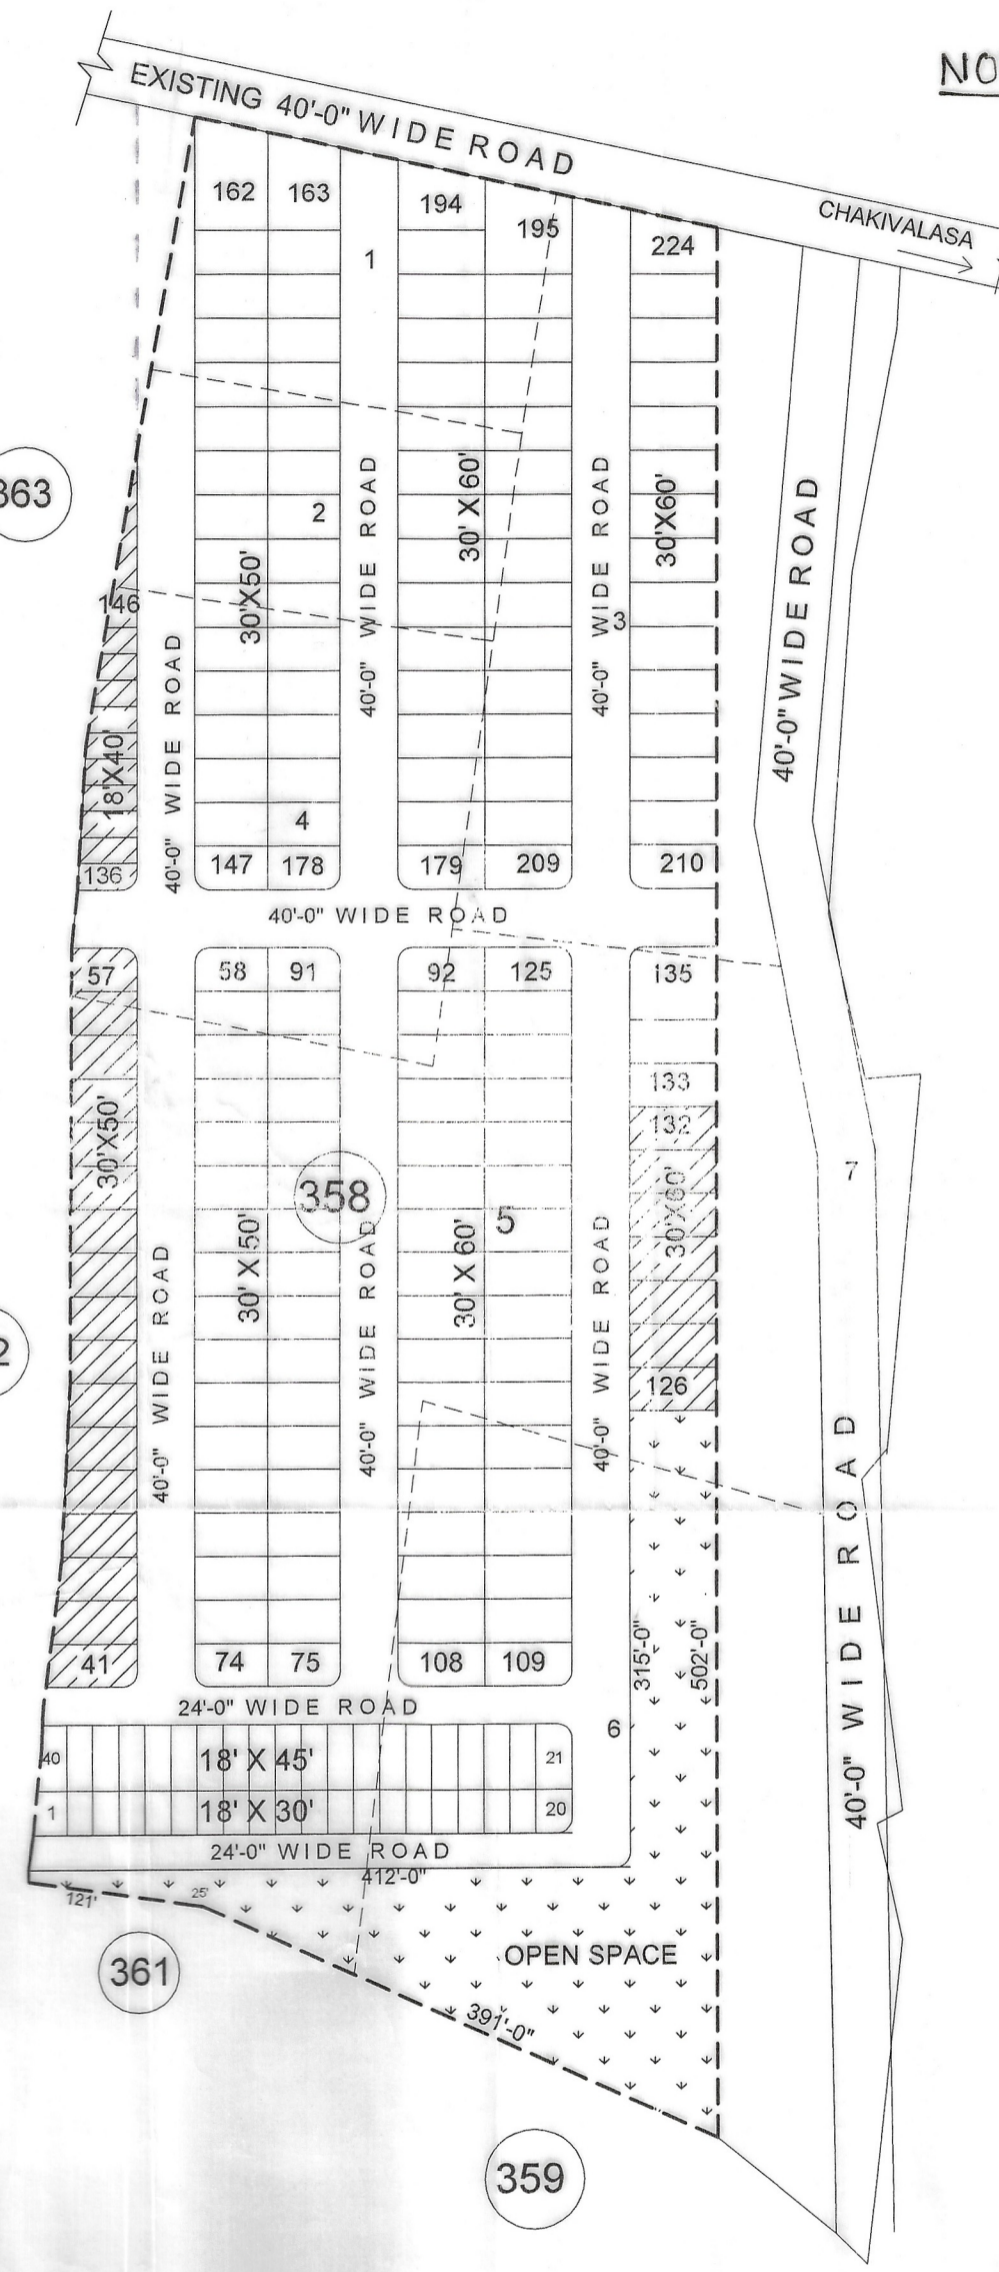 NO
EXISTING 40'-0" WIDE ROAD
CHAKIVALASA
162
163
194
195
224
1
363
2
30'X50'
40'-0" WIDE ROAD
30' X 60'
40'-0" WIDE ROAD
30'X60'
40'-0" WIDE ROAD
146
3
18'X40'
40'-0" WIDE ROAD
4
136
147
178
179
209
210
40'-0" WIDE ROAD
57
58
91
92
125
135
133
132
30'X50'
30'X60'
7
358
5
2
40'-0" WIDE ROAD
30' X 50'
40'-0" WIDE ROAD
30' X 60'
40'-0" WIDE ROAD
126
40'-0" WIDE ROAD
41
74
75
108
109
315'-0"
502'-0"
24'-0" WIDE ROAD
6
40
18' X 45'
21
1
18' X 30'
20
24'-0" WIDE ROAD
412'-0"
121'
25'
361
OPEN SPACE
391'-0"
359